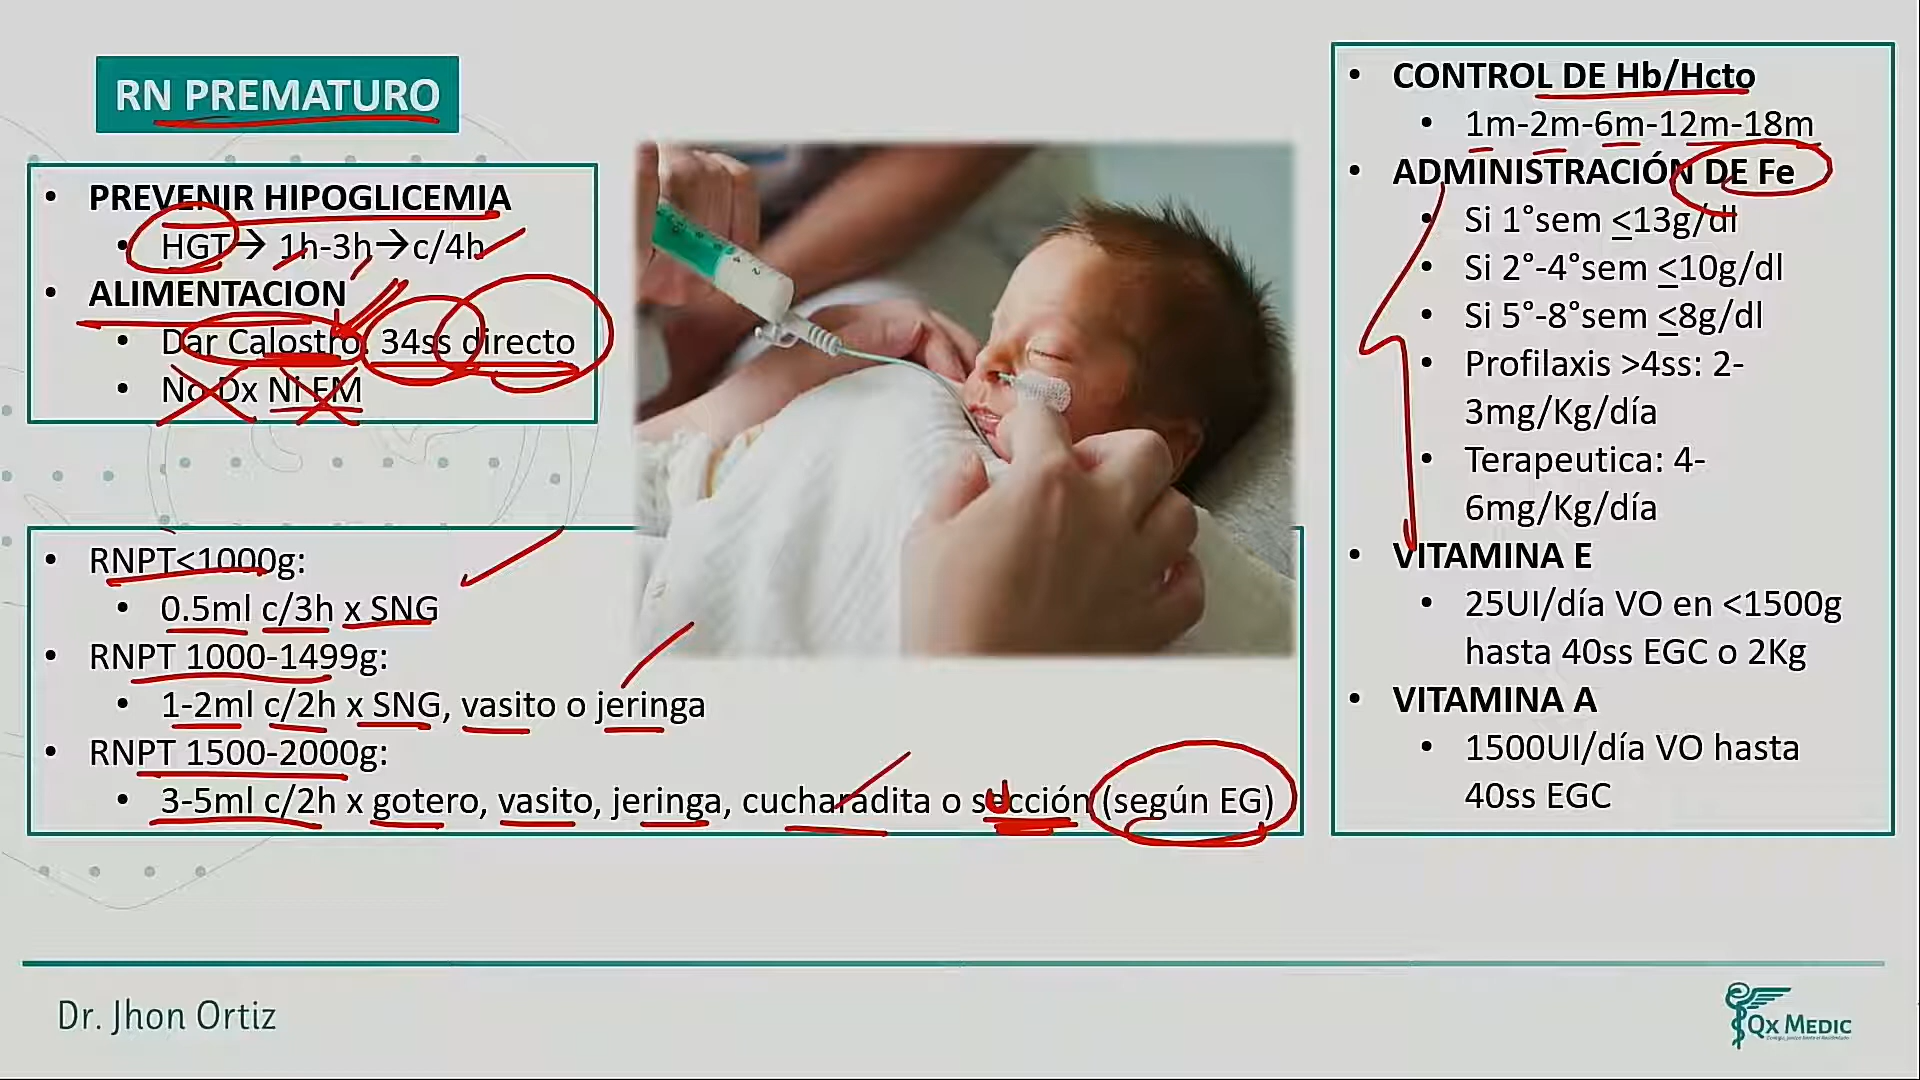 RN PREMATURO
• PREVENIR HIPOGLICEMIA
• HGT→ 1h-3h→c/4h
• ALIMENTACION
• Dar Calostro: 34ss directo
• No Dx Ni FM
• RNPT<1000g:
• 0.5ml c/3h x SNG
• RNPT 1000-1499g:
• 1-2ml c/2h x SNG, vasito o jeringa
• RNPT 1500-2000g:
• 3-5ml c/2h x gotero, vasito, jeringa, cucharadita o sección (según EG)
U
• CONTROL DE Hb/Hcto
• 1m-2m-6m-12m-18m
• ADMINISTRACIÓN DE Fe
• Si 1°sem ≤13g/dl
• Si 2°-4°sem ≤10g/dl
• Si 5°-8°sem ≤8g/dl
• Profilaxis >4ss: 2-
3mg/Kg/día
• Terapeutica: 4-
6mg/Kg/día
• VITAMINA E
• 25UI/día VO en <1500g
hasta 40ss EGC o 2Kg
• VITAMINA A
• 1500UI/día VO hasta
40ss EGC
Dr. Jhon Ortiz
QX MEDIC